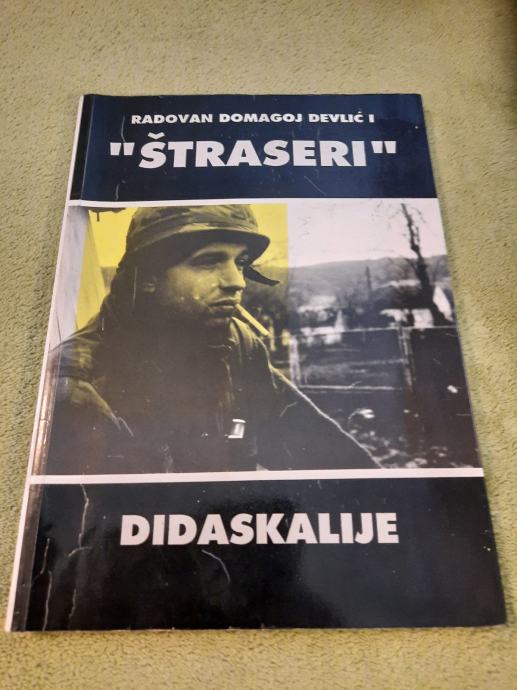 RADOVAN DOMAGOJ DEVLIĆ I
"ŠTRASERI"
DIDASKALIJE